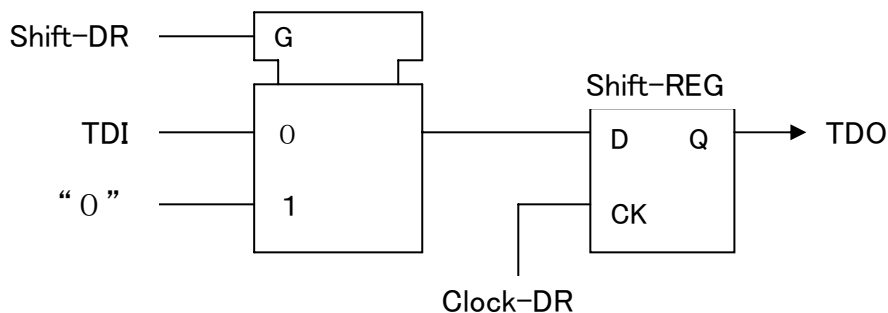 Shift-DR
G
Shift-REG
TDI
0
D
Q
TDO
“0”
1
CK
Clock-DR